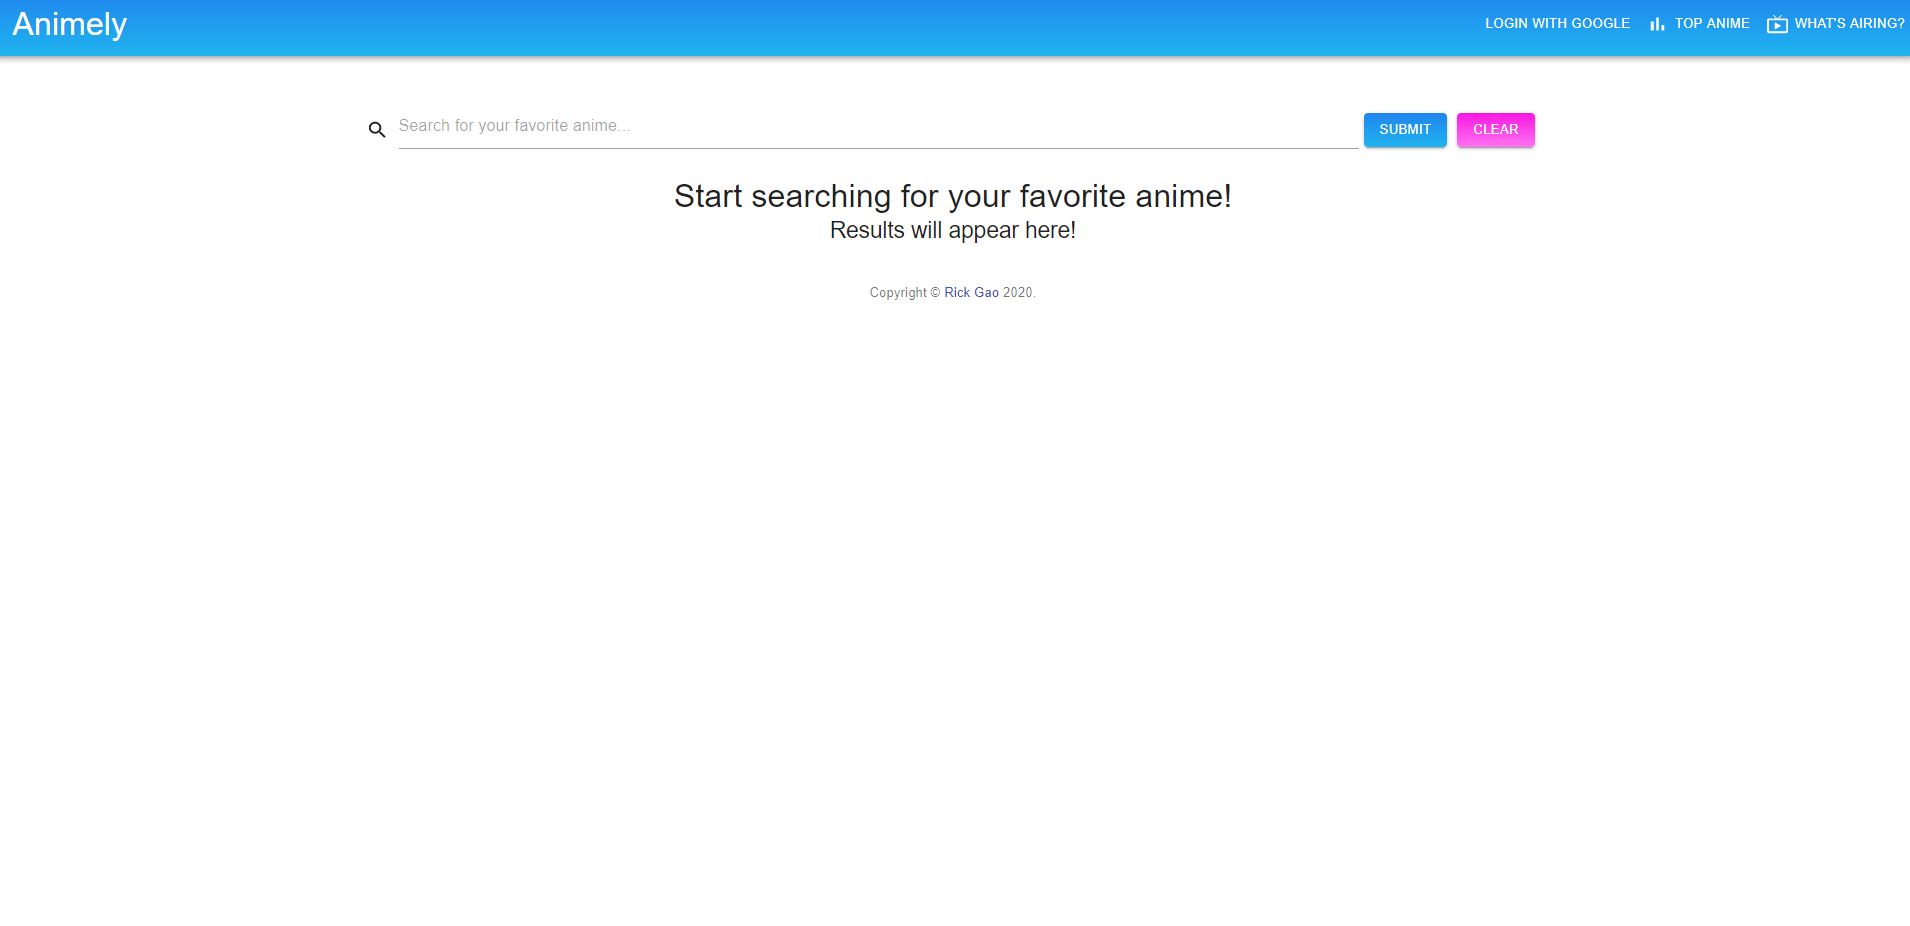 Animely
LOGIN WITH GOOGLE TOP ANIME WHAT'S AIRING?
Search for your favorite anime... SUBMIT CLEAR
Start searching for your favorite anime!
Results will appear here!
Copyright © Rick Gao 2020.